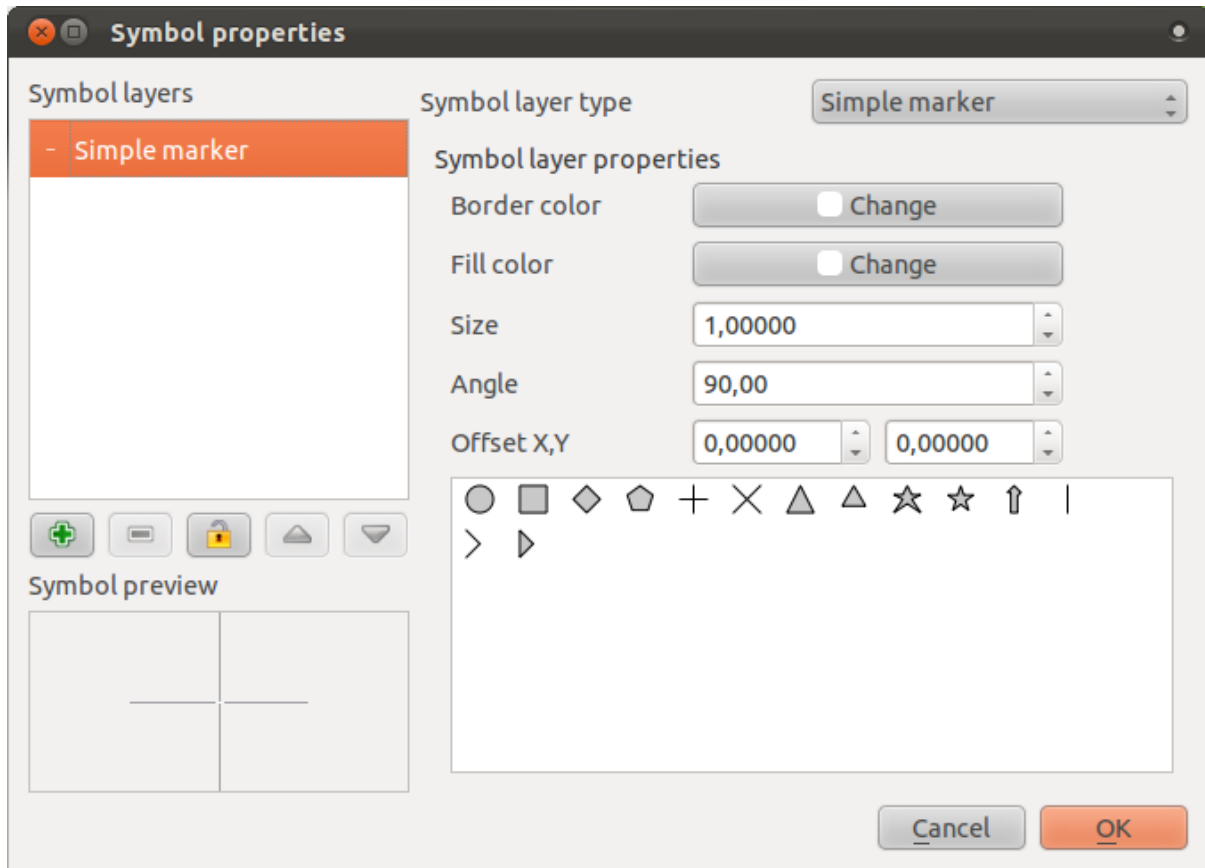 Symbol properties
Symbol layers
Simple marker
Symbol preview
Symbol layer type
Simple marker
Symbol layer properties
Border color
Change
Fill color
Change
Size
1,00000
Angle
90,00
Offset X,Y
0,00000
0,00000
Cancel
OK